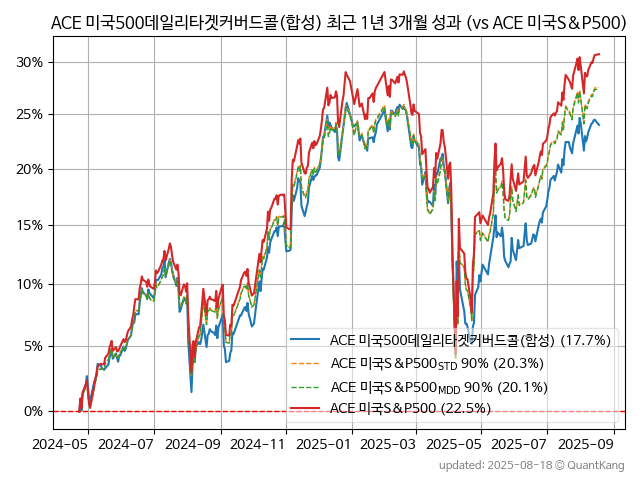 ACE 미국500데일리타겟커버드콜(합성) 최근 1년 3개월 성과 (vs ACE 미국S&P500)
30%
25%
20%
15%
10%
5%
0%
ACE 미국500데일리타겟커버드콜(합성) (17.7%)
ACE 미국S&P500STD 90% (20.3%)
ACE 미국S&P500MDD 90% (20.1%)
ACE 미국S&P500 (22.5%)
2024-05 2024-07 2024-09 2024-11 2025-01 2025-03 2025-05 2025-07 2025-09
updated: 2025-08-18 © QuantKang